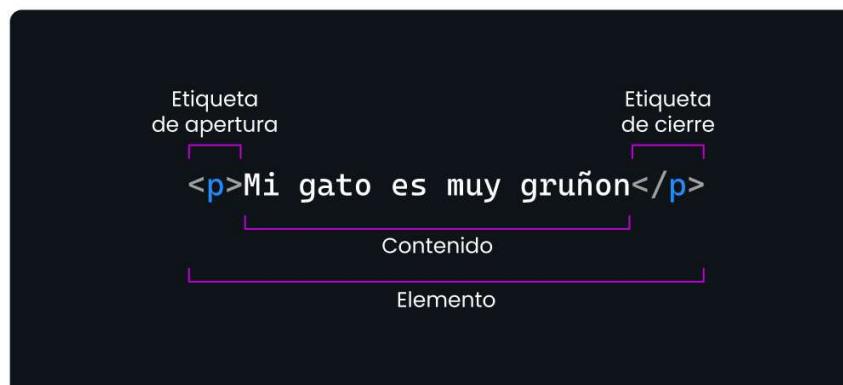 Etiqueta
de apertura
Etiqueta
de cierre
<p>Mi gato es muy gruñon</p>
Contenido
Elemento